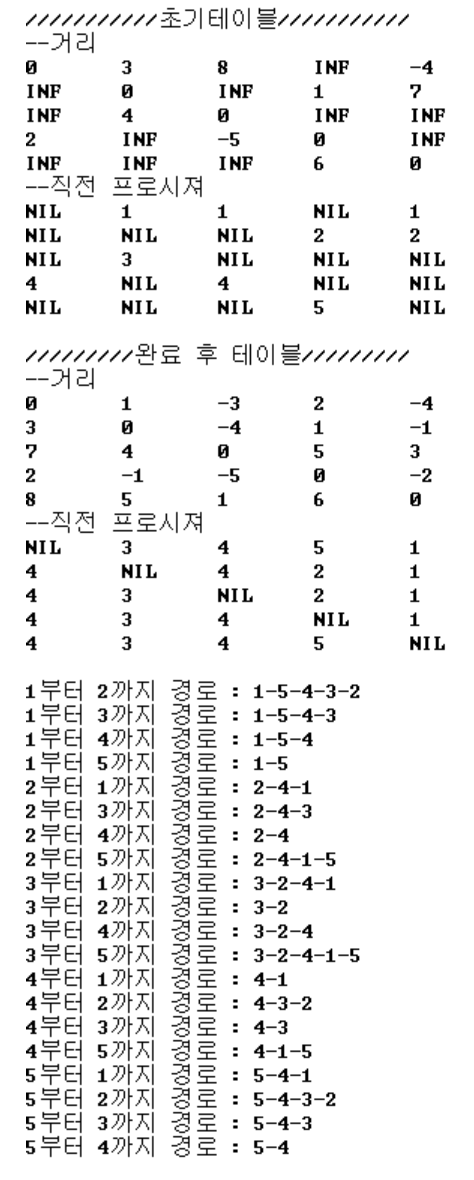 ///////////초기테이블///////////
--거리
0 3 8 INF -4
INF 0 INF 1 7
INF 4 0 INF INF
2 INF -5 0 INF
INF INF INF 6 0
--직전 프로시져
NIL 1 1 NIL 1
NIL NIL NIL 2 2
NIL 3 NIL NIL NIL
4 NIL 4 NIL NIL
NIL NIL NIL 5 NIL
/////////완료 후 테이블/////////
--거리
0 1 -3 2 -4
3 0 -4 1 -1
7 4 0 5 3
2 -1 -5 0 -2
8 5 1 6 0
--직전 프로시져
NIL 3 4 5 1
4 NIL 4 2 1
4 3 NIL 2 1
4 3 4 NIL 1
4 3 4 5 NIL
1부터 2까지 경로 : 1-5-4-3-2
1부터 3까지 경로 : 1-5-4-3
1부터 4까지 경로 : 1-5-4
1부터 5까지 경로 : 1-5
2부터 1까지 경로 : 2-4-1
2부터 3까지 경로 : 2-4-3
2부터 4까지 경로 : 2-4
2부터 5까지 경로 : 2-4-1-5
3부터 1까지 경로 : 3-2-4-1
3부터 2까지 경로 : 3-2
3부터 4까지 경로 : 3-2-4
3부터 5까지 경로 : 3-2-4-1-5
4부터 1까지 경로 : 4-1
4부터 2까지 경로 : 4-3-2
4부터 3까지 경로 : 4-3
4부터 5까지 경로 : 4-1-5
5부터 1까지 경로 : 5-4-1
5부터 2까지 경로 : 5-4-3-2
5부터 3까지 경로 : 5-4-3
5부터 4까지 경로 : 5-4